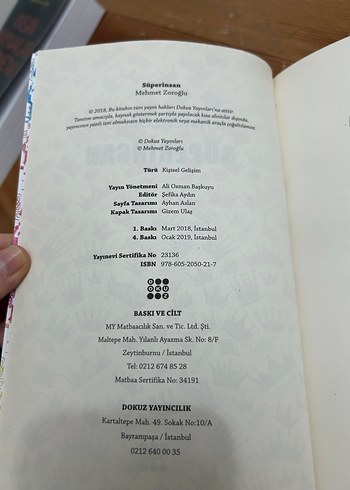 Süperinsan
Mehmet Zoroğlu
© 2018, Bu kitabın tüm yayın hakları Dokuz Yayınları'na aittir.
Tanıtım amacıyla, kaynak göstermek şartıyla yapılacak kısa alıntılar dışında,
yayıncının yazılı izni olmaksızın hiçbir elektronik veya mekanik araçla çoğaltılamaz.
© Dokuz Yayınları
© Mehmet Zoroğlu
Türü Kişisel Gelişim
Yayın Yönetmeni Ali Osman Başkuyu
Editör Şefika Aydın
Sayfa Tasarımı Ayhan Aslan
Kapak Tasarımı Gizem Ulaş
1. Baskı Mart 2018, İstanbul
4. Baskı Ocak 2019, İstanbul
Yayınevi Sertifika No 23136
ISBN 978-605-2050-21-7
DOKUZ
BASKI VE CİLT
MY Matbaacılık San. ve Tic. Ltd. Şti.
Maltepe Mah. Yılanlı Ayazma Sk. No: 8/F
Zeytinburnu / İstanbul
Tel: 0212 674 85 28
Matbaa Sertifika No: 34191
DOKUZ YAYINCILIK
Kartaltepe Mah. 49. Sokak No:10/A
Bayrampaşa / İstanbul
0212 640 00 35